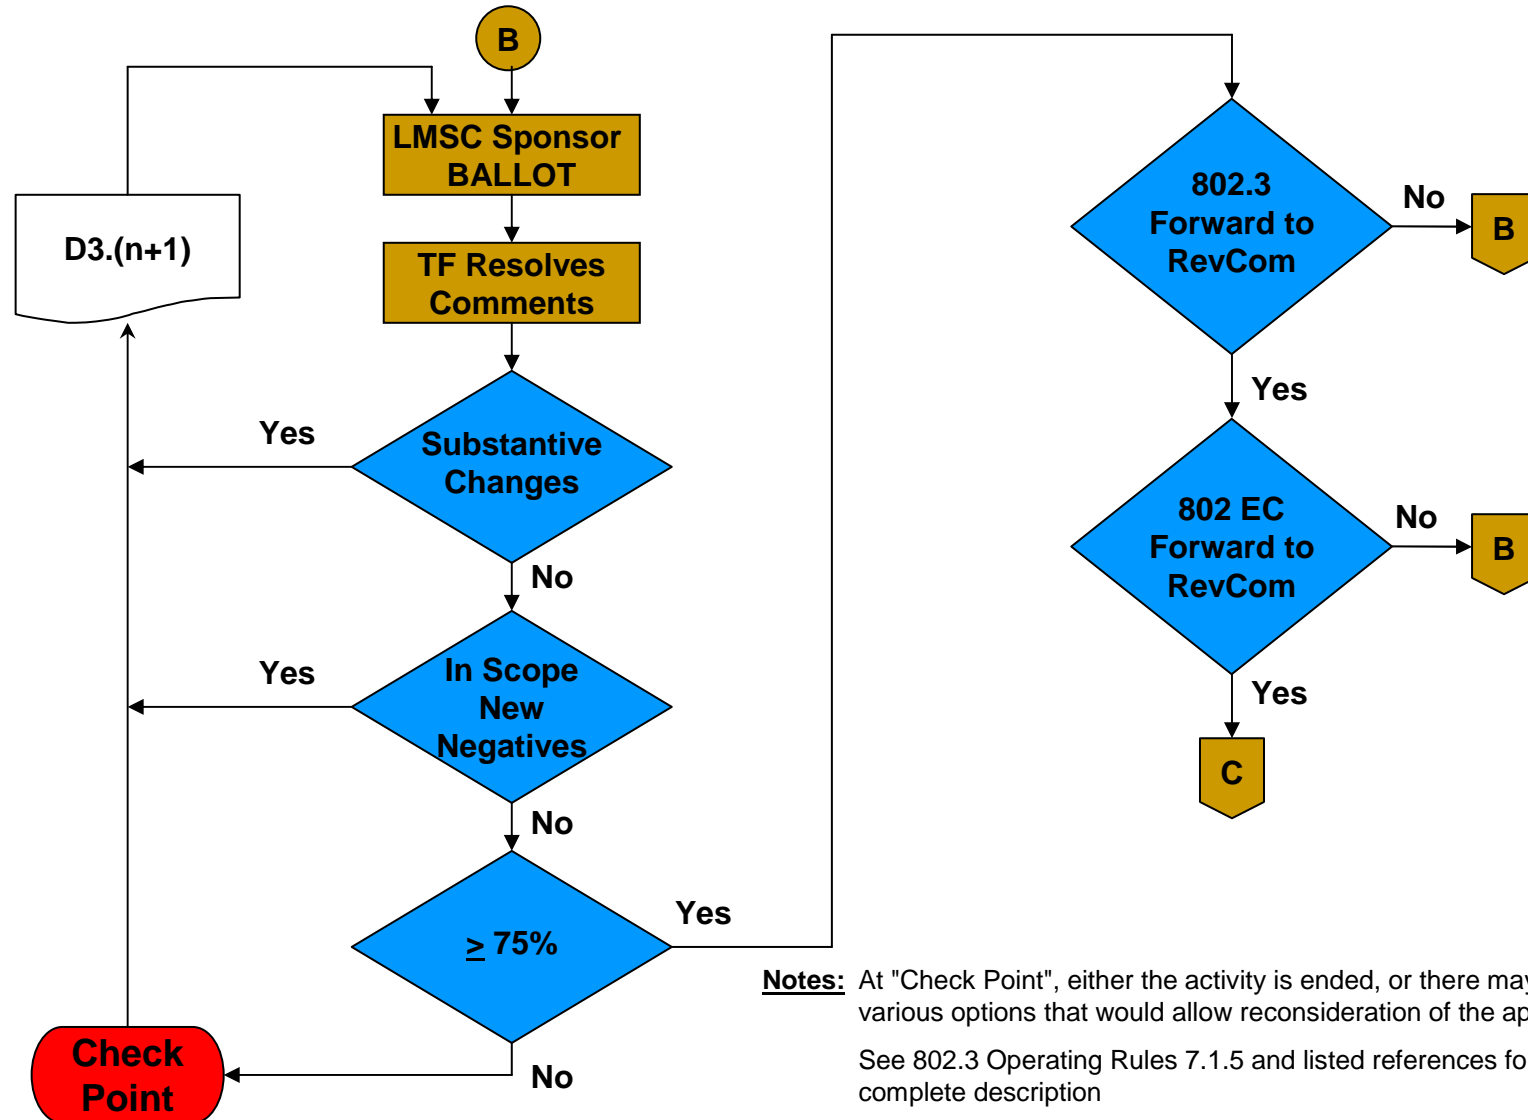 B
LMSC Sponsor
BALLOT
D3.(n+1)
TF Resolves
Comments
Yes
Substantive
Changes
No
Yes
In Scope
New
Negatives
No
Yes
≥ 75%
No
Check
Point
802.3
Forward to
RevCom
No
B
Yes
802 EC
Forward to
RevCom
No
B
Yes
C
Notes: At "Check Point", either the activity is ended, or there may
various options that would allow reconsideration of the
See 802.3 Operating Rules 7.1.5 and listed references
complete description